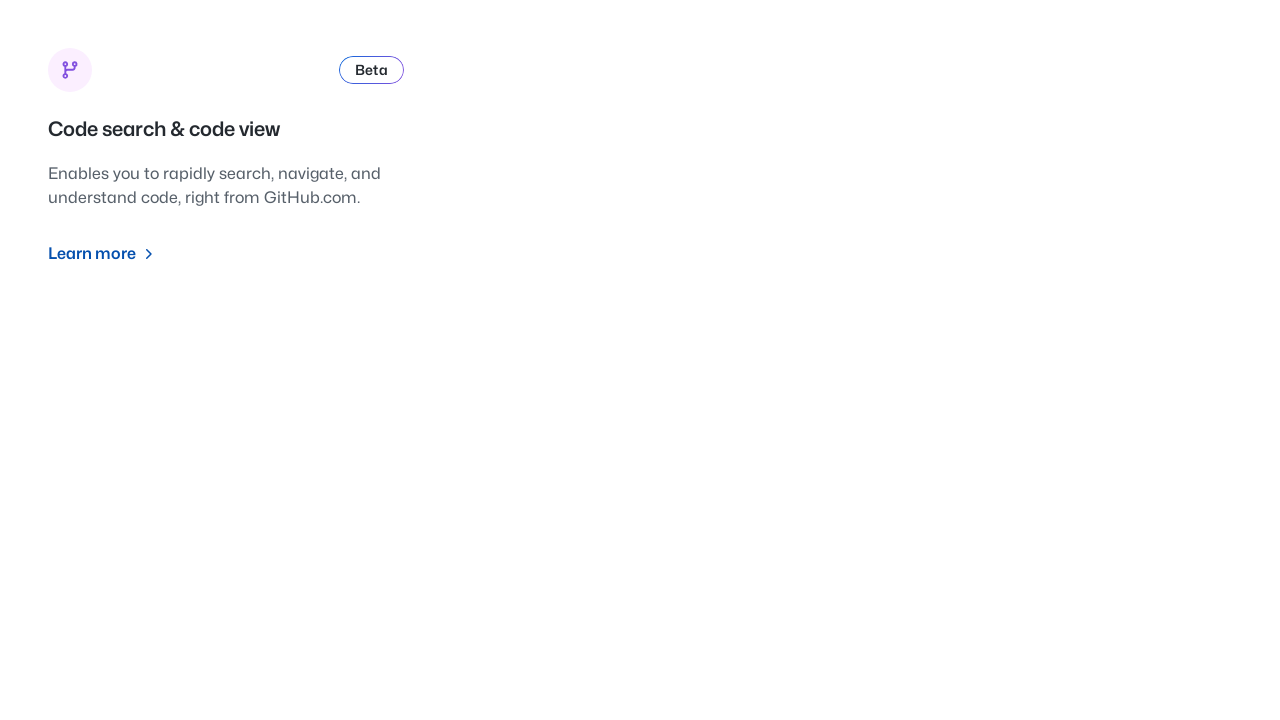 Beta
Code search & code view
Enables you to rapidly search, navigate, and
understand code, right from GitHub.com.
Learn more